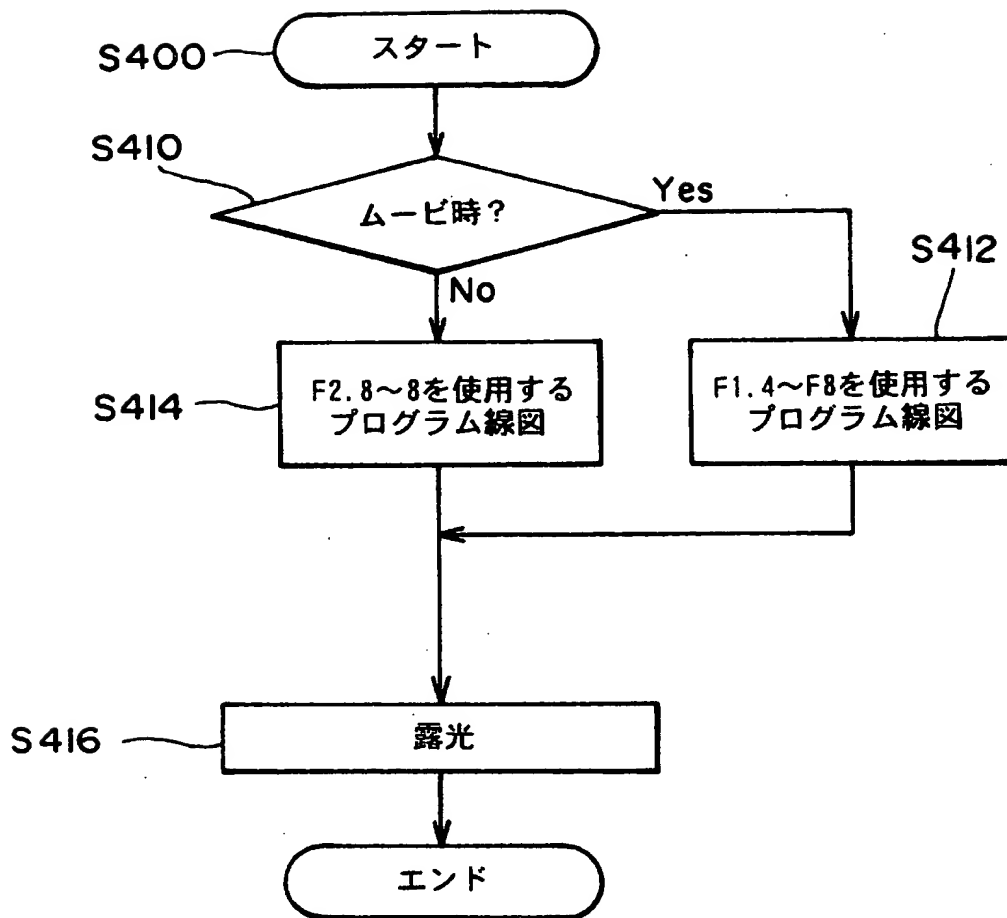 S400
スタート
S410
ムービ時？
Yes
No
S412
S414
F2.8～8を使用する
プログラム線図
F1.4～F8を使用する
プログラム線図
S416
露光
エンド